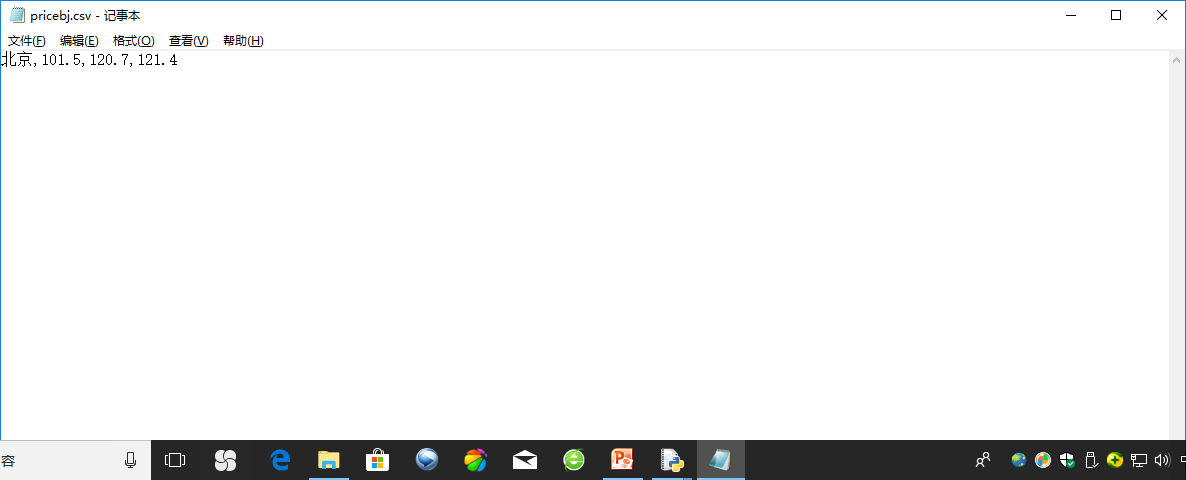 pricebj.csv - 记事本
文件(F) 编辑(E) 格式(O) 查看(V) 帮助(H)
北京,101.5,120.7,121.4
容